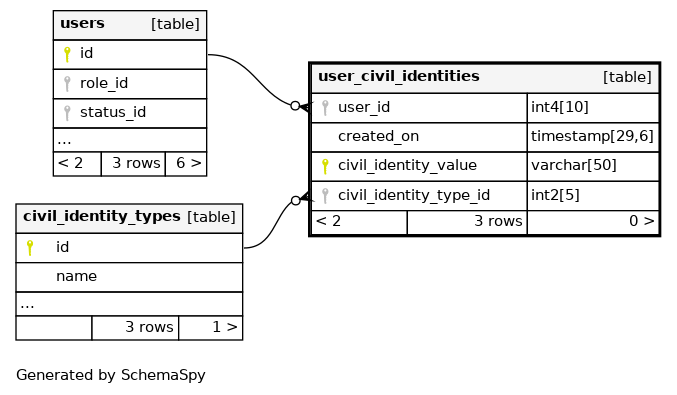 users [table]
id
role_id
status_id
...
< 2 3 rows 6 >
user_civil_identities [table]
user_id int4[10]
created_on timestamp[29,6]
civil_identity_value varchar[50]
civil_identity_type_id int2[5]
< 2 3 rows 0 >
civil_identity_types [table]
id
name
...
3 rows 1 >
Generated by SchemaSpy